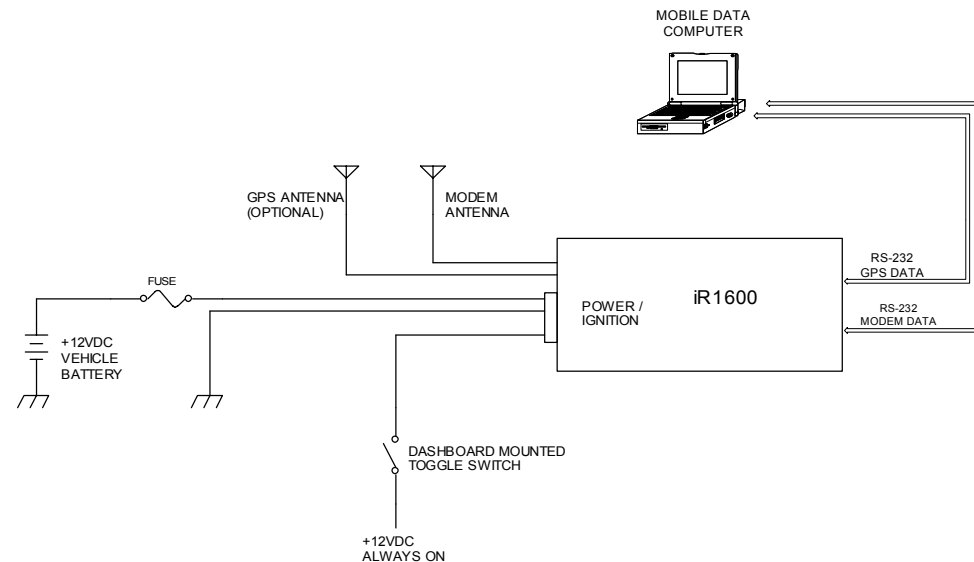 MOBILE DATA
COMPUTER
GPS ANTENNA
(OPTIONAL)
MODEM
ANTENNA
FUSE
+12VDC
VEHICLE
BATTERY
POWER /
IGNITION
iR1600
RS-232
GPS DATA
RS-232
MODEM DATA
DASHBOARD MOUNTED
TOGGLE SWITCH
+12VDC
ALWAYS ON